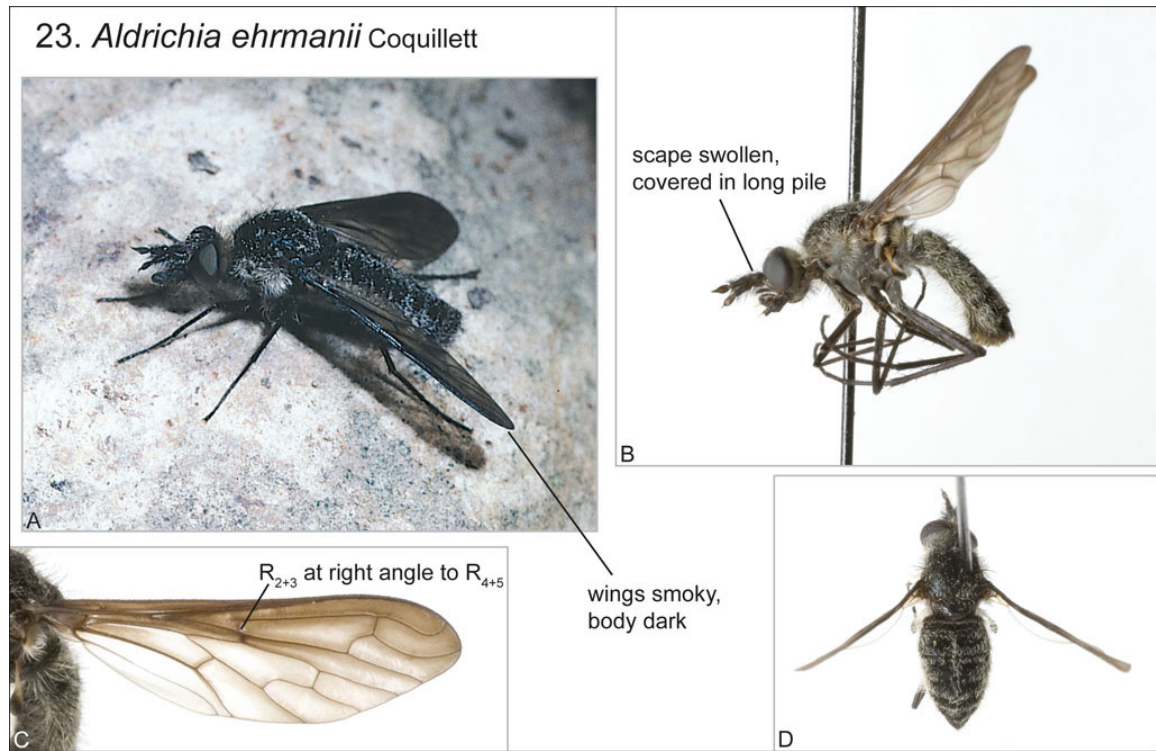 23. Aldrichia ehrmanii Coquillett
scape swollen,
covered in long pile
B
A
R2+3 at right angle to R4+5
wings smoky,
body dark
C
D